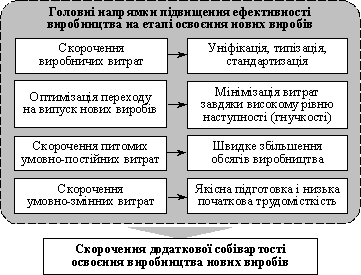 Головні напрямки підвищення ефективності
виробництва на етапі освоєння нових виробів
Скорочення
виробничих витрат
Уніфікація, типізація,
стандартизація
Оптимізація переходу
на випуск нових виробів
Мінімізація витрат
завдяки високому рівню
наступності (гнучкості)
Скорочення питомих
умовно-постійних витрат
Швидке збільшення
обсягів виробництва
Скорочення
умовно-змінних витрат
Якісна підготовка і низька
початкова трудомісткість
Скорочення додаткової собівартості
освоєння виробництва нових виробів